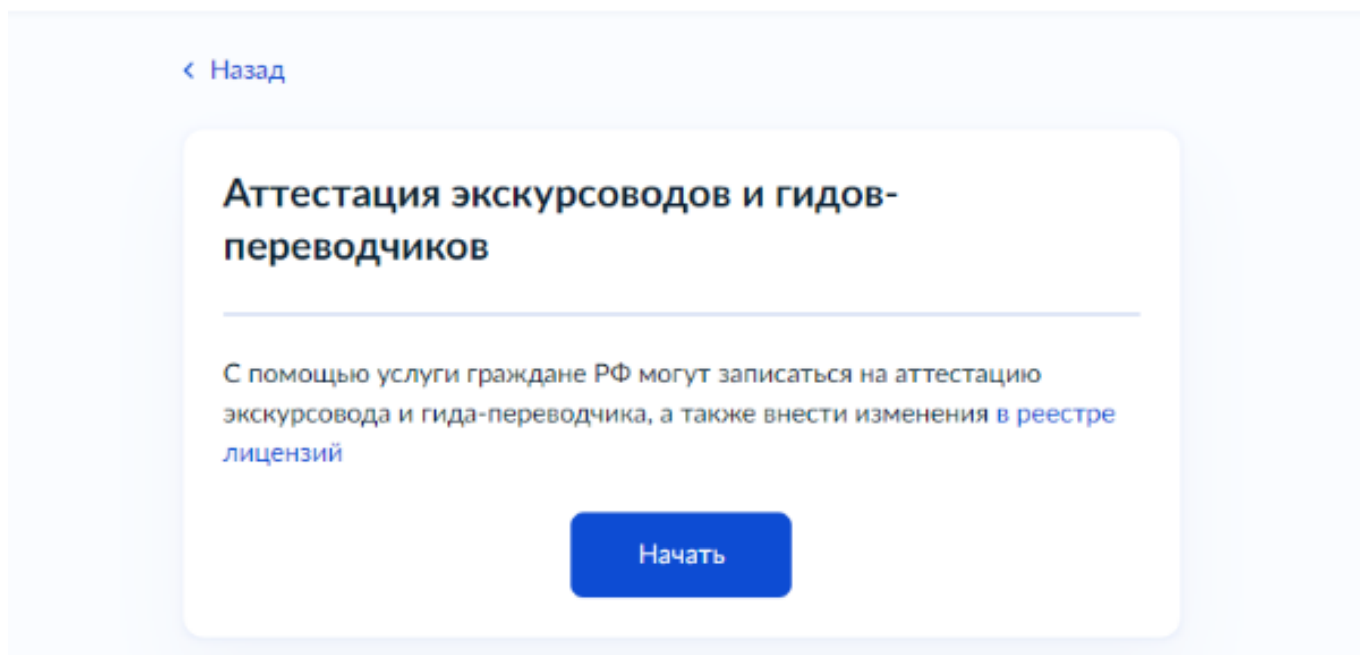 Назад
Аттестация экскурсоводов и гидов-
переводчиков
С помощью услуги граждане РФ могут записаться на аттестацию
экскурсовода и гида-переводчика, а также внести изменения в реестре
лицензий
Начать